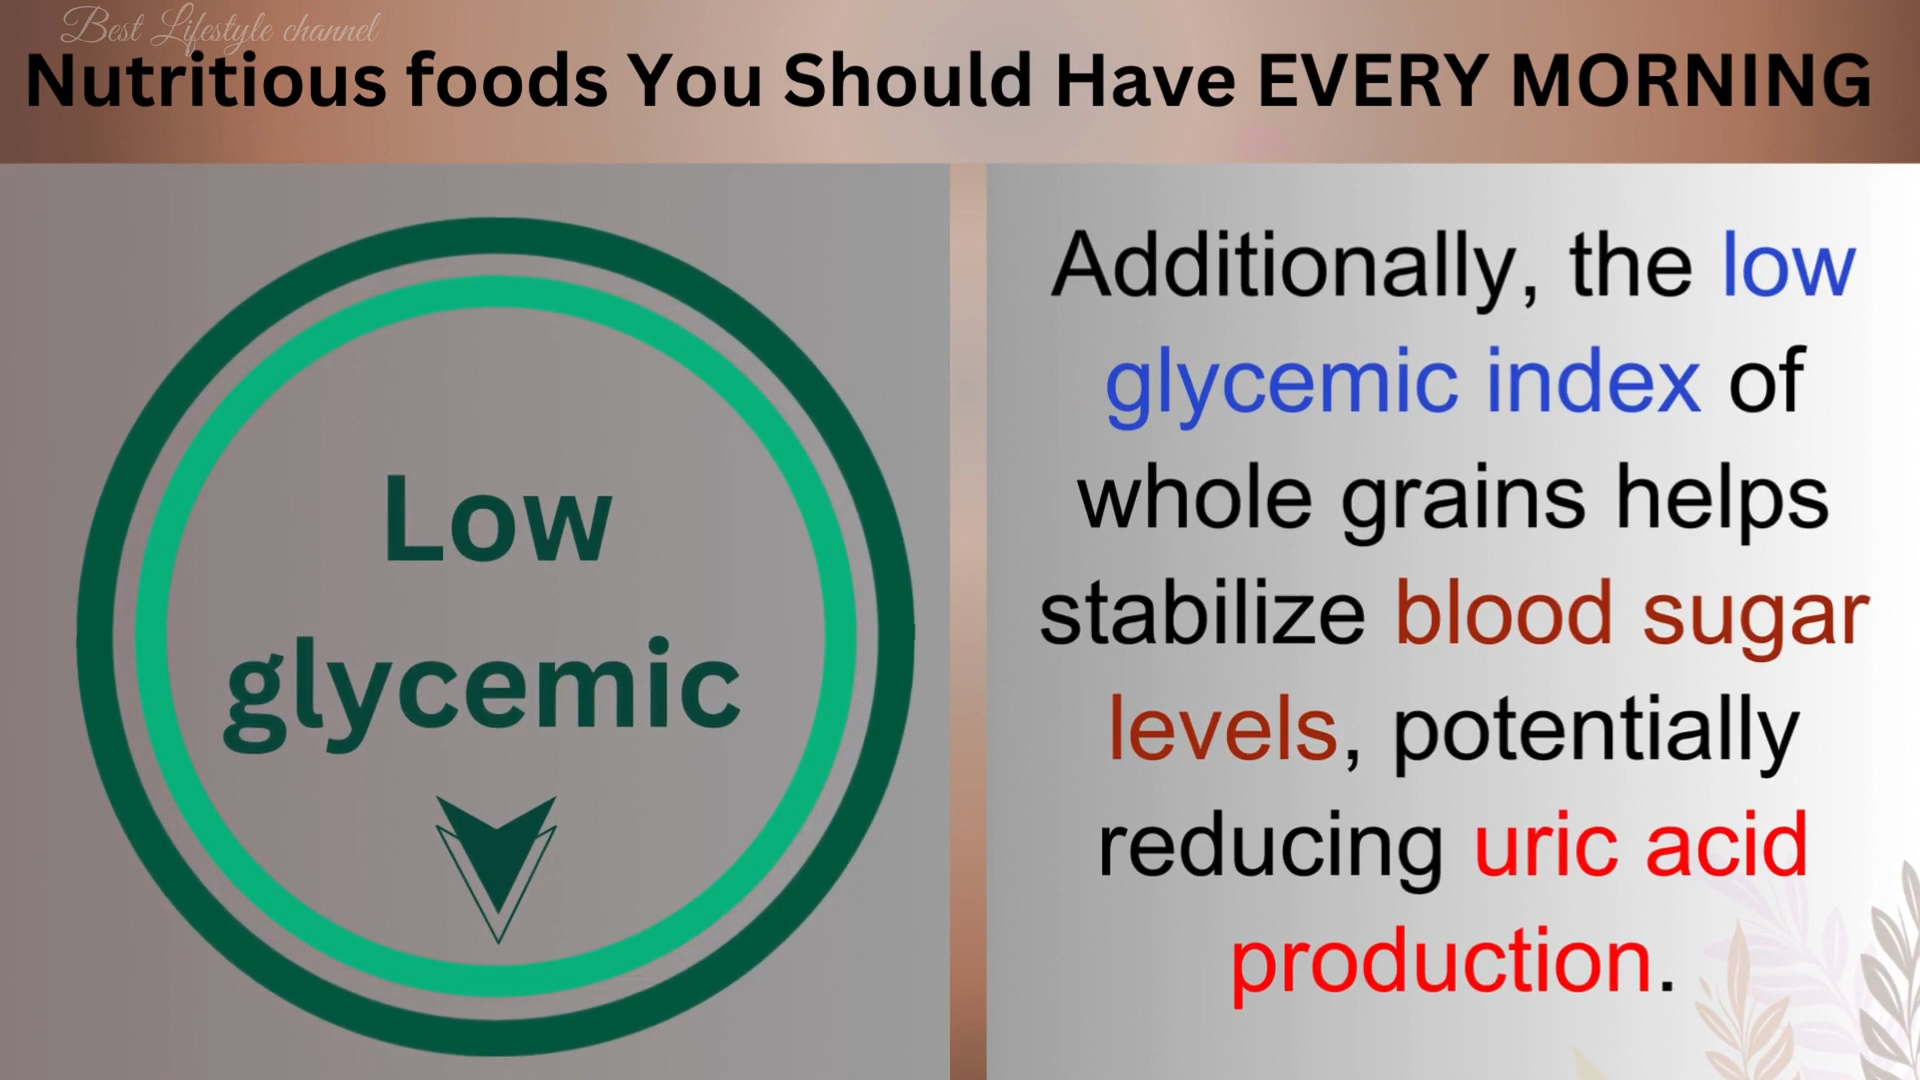 Best Lifestyle channel
Nutritious foods You Should Have EVERY MORNING
Low
glycemic
Additionally, the low
glycemic index of
whole grains helps
stabilize blood sugar
levels, potentially
reducing uric acid
production.